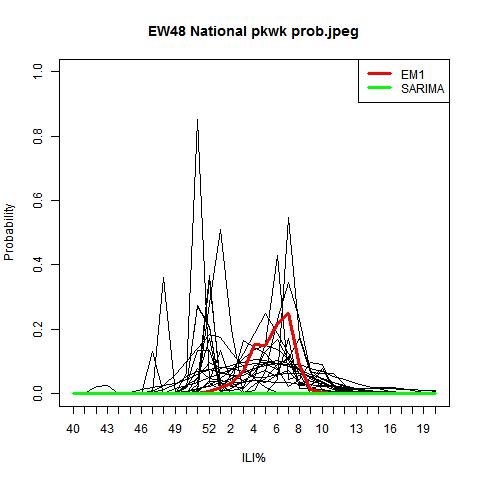 EW48 National pkwk prob.jpeg
EM1
SARIMA
Probability
1.0
0.8
0.6
0.4
0.2
0.0
40 43 46 49 52 2 4 6 8 10 13 16 19
ILI%